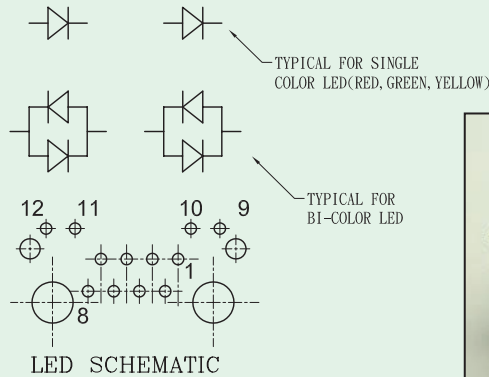 TYPICAL FOR SINGLE
COLOR LED(RED, GREEN, YELLOW)
TYPICAL FOR
BI-COLOR LED
12 11 10 9
1
8
LED SCHEMATIC